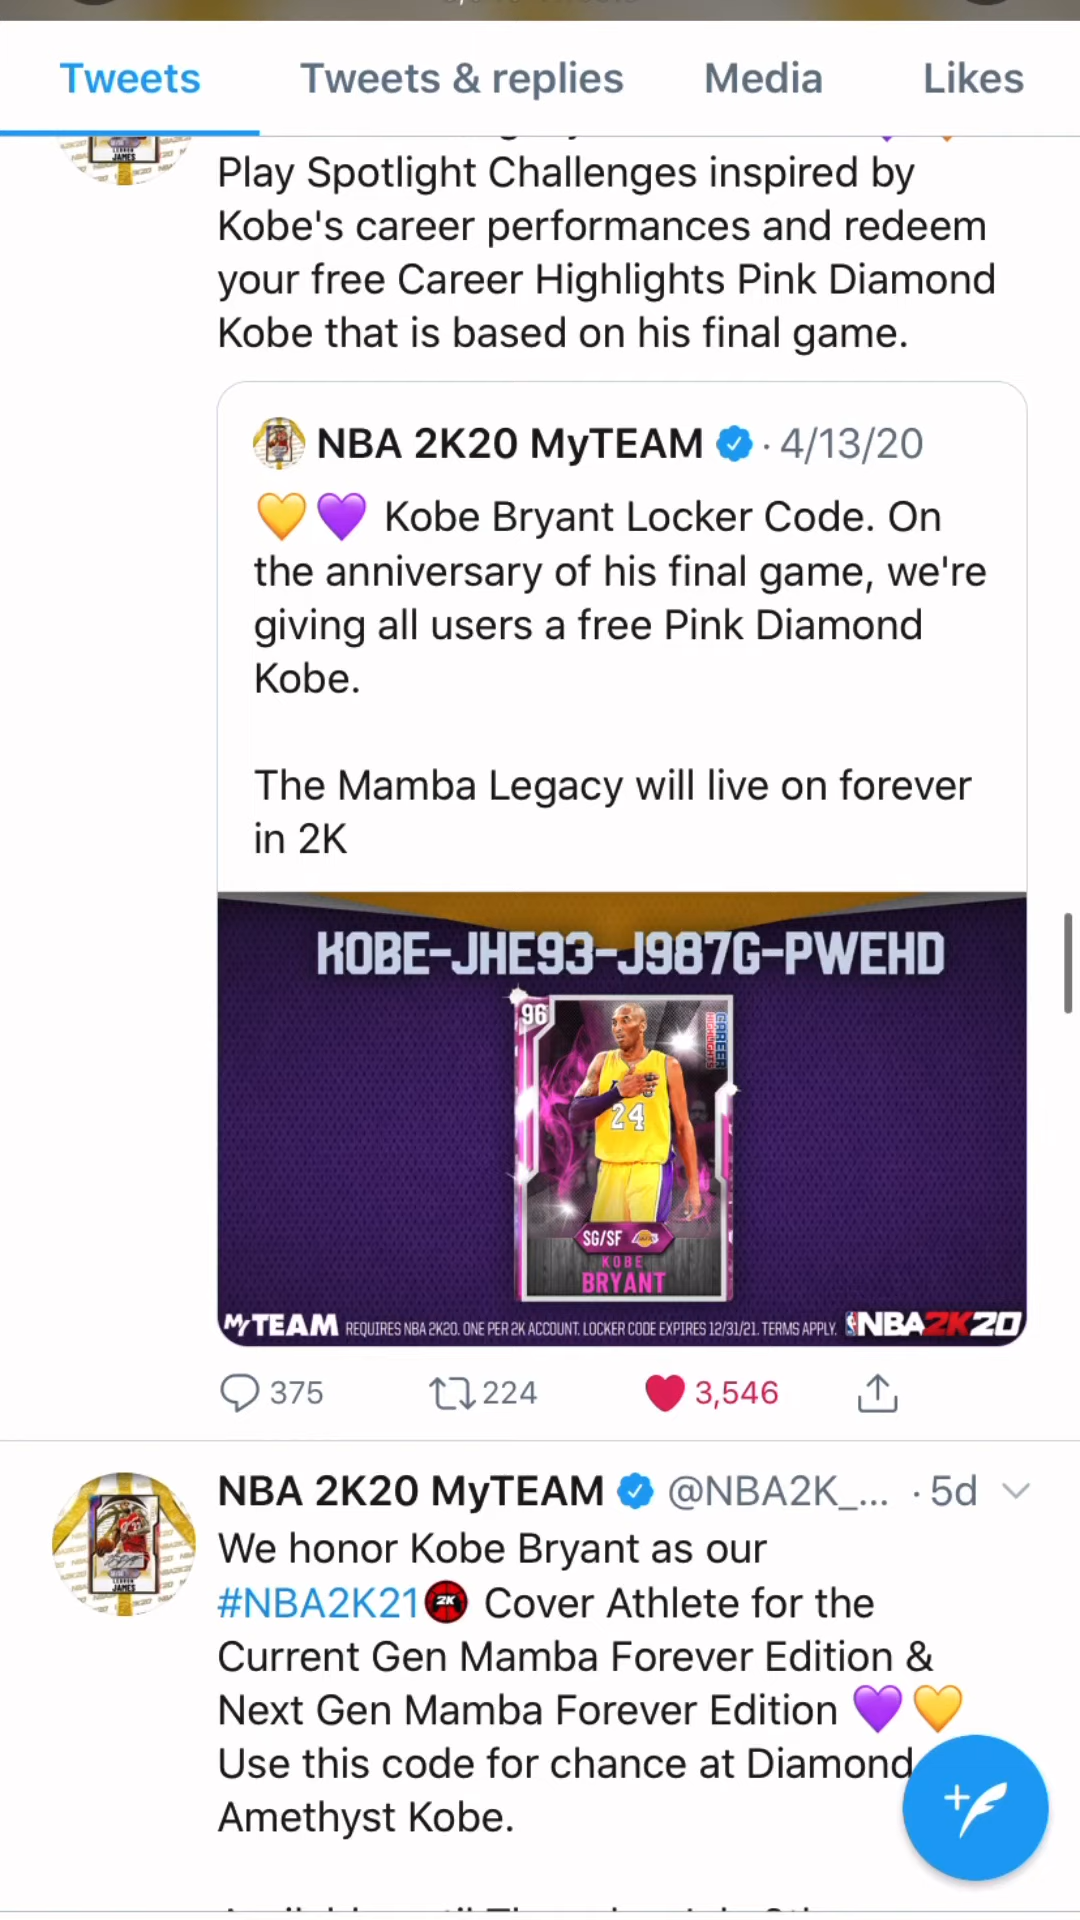 Tweets Tweets & replies Media Likes
Play Spotlight Challenges inspired by
Kobe's career performances and redeem
your free Career Highlights Pink Diamond
Kobe that is based on his final game.
NBA 2K20 MyTEAM · 4/13/20
💛💜 Kobe Bryant Locker Code. On
the anniversary of his final game, we're
giving all users a free Pink Diamond
Kobe.
The Mamba Legacy will live on forever
in 2K
KOBE-JHE93-J987G-PWEHD
96
CAREER
HIGHLIGHTS
24
SG/SF
KOBE
BRYANT
MyTEAM REQUIRES NBA 2K20. ONE PER 2K ACCOUNT. LOCKER CODE EXPIRES 12/31/21. TERMS APPLY. NBA2K20
375 224 3,546
NBA 2K20 MyTEAM @NBA2K_... · 5d
We honor Kobe Bryant as our
#NBA2K21 2K Cover Athlete for the
Current Gen Mamba Forever Edition &
Next Gen Mamba Forever Edition 💜💛
Use this code for chance at Diamond
Amethyst Kobe.